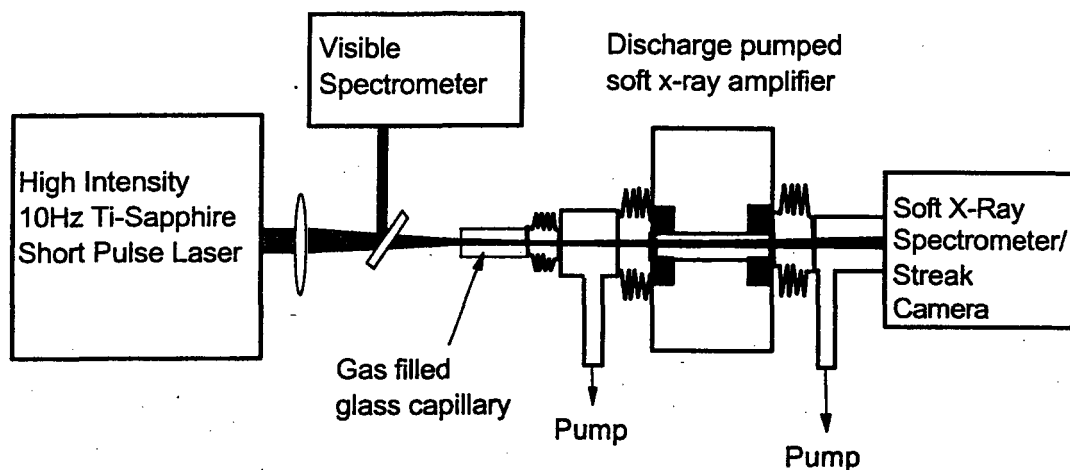 Visible
Spectrometer
Discharge pumped
soft x-ray amplifier
High Intensity
10Hz Ti-Sapphire
Short Pulse Laser
Soft X-Ray
Spectrometer/
Streak
Camera
Gas filled
glass capillary
Pump
Pump